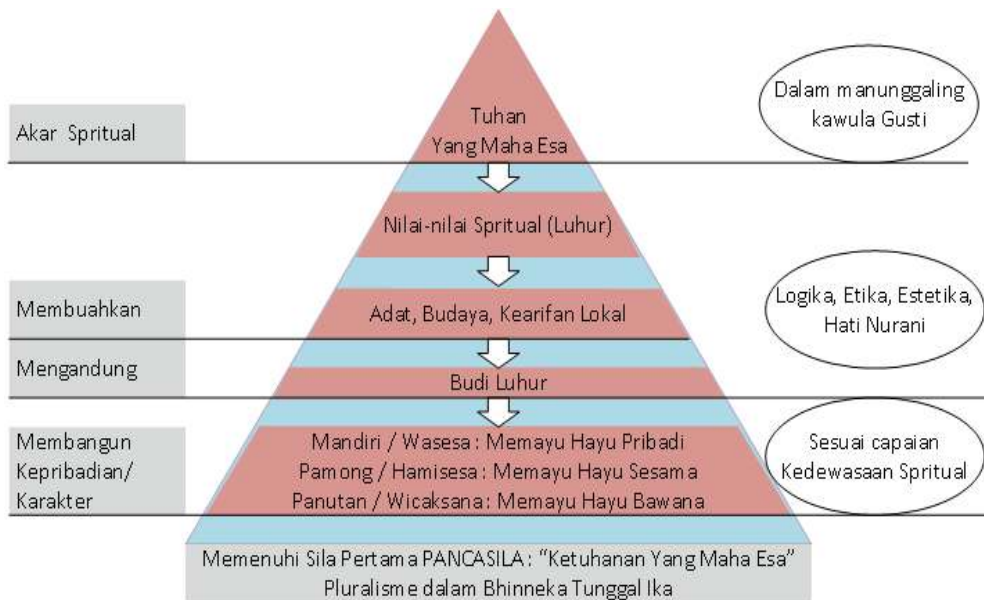 Tuhan
Yang Maha Esa
Akar Spritual
Dalam manunggaling
kawula Gusti
Nilai-nilai Spritual (Luhur)
Membuahkan
Adat, Budaya, Kearifan Lokal
Logika, Etika, Estetika,
Hati Nurani
Mengandung
Budi Luhur
Membangun
Kepribadian/
Karakter
Mandiri / Wasesa : Memayu Hayu Pribadi
Pamong / Hamisesa : Memayu Hayu Sesama
Panutan / Wicaksana : Memayu Hayu Bawana
Sesuai capaian
Kedewasaan Spritual
Memenuhi Sila Pertama PANCASILA : “Ketuhanan Yang Maha Esa”
Pluralisme dalam Bhinneka Tunggal Ika